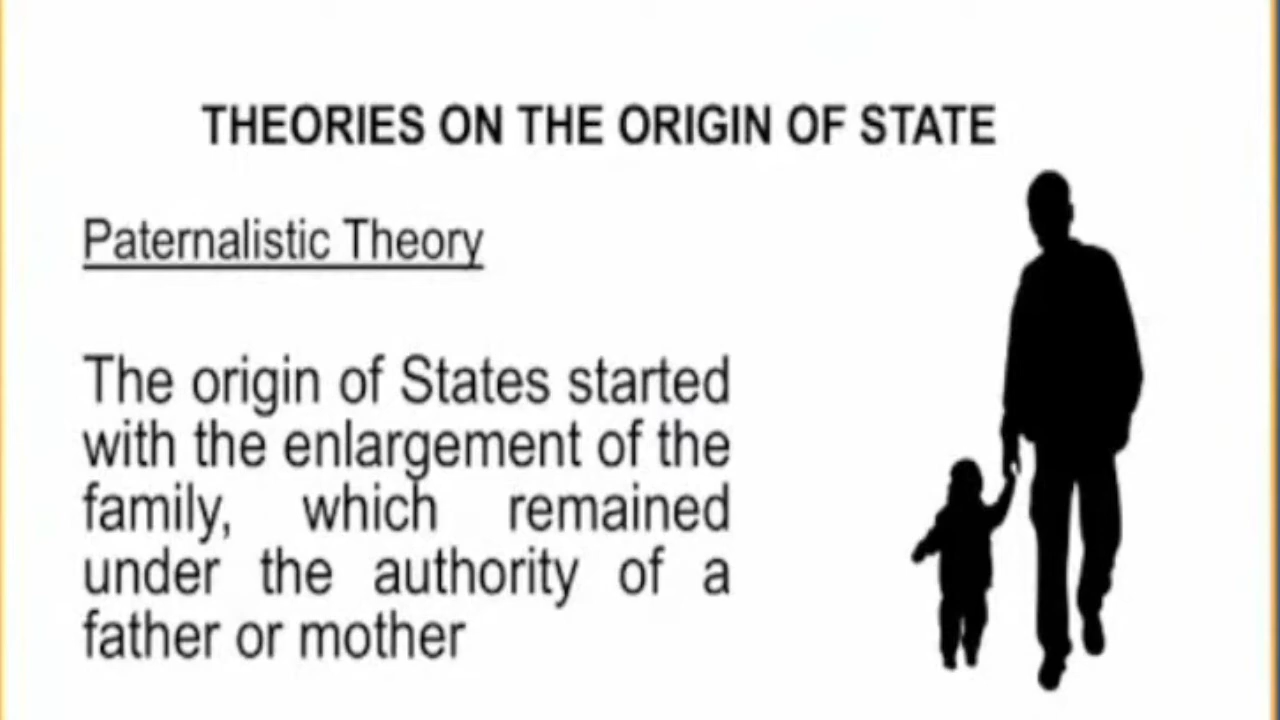 THEORIES ON THE ORIGIN OF STATE
Paternalistic Theory
The origin of States started
with the enlargement of the
family, which remained
under the authority of a
father or mother